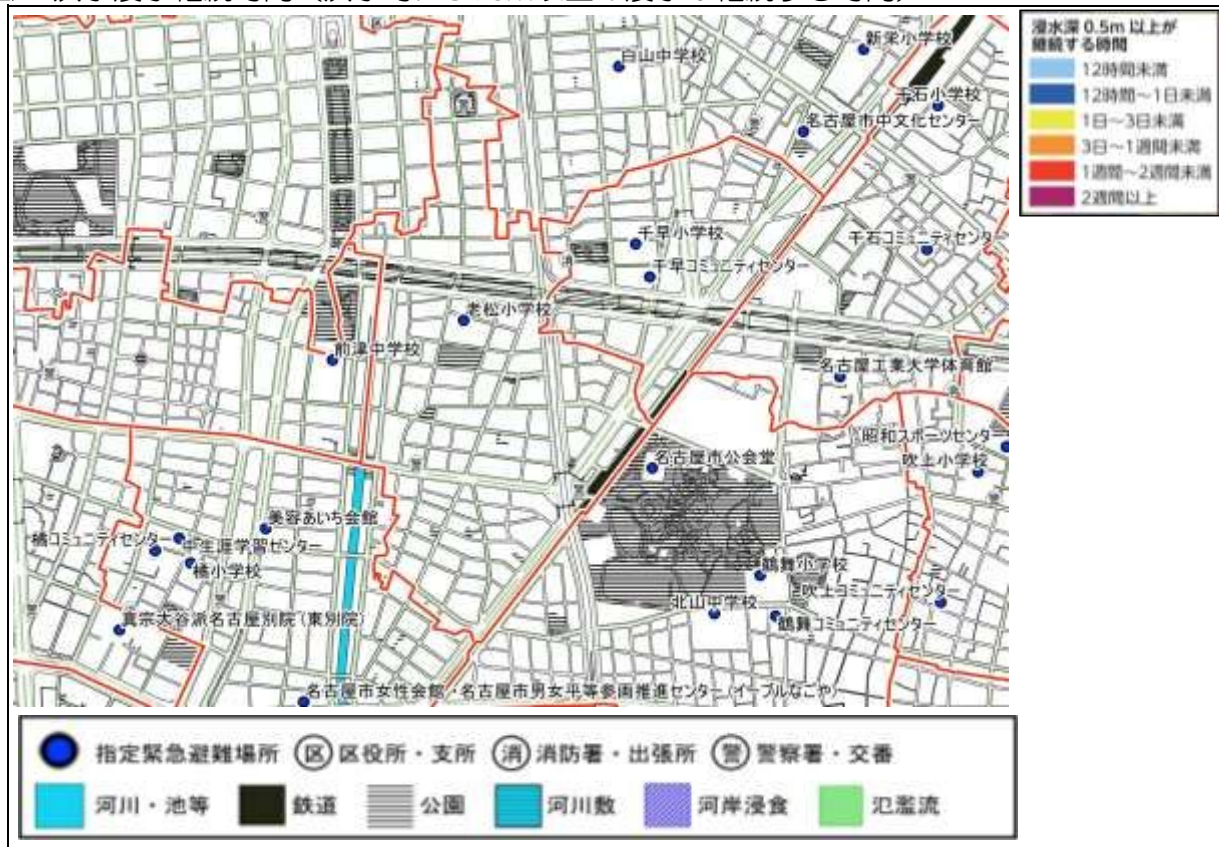 浸水深 0.5m 以上が
継続する時間
12時間未満
12時間～1日未満
1日～3日未満
3日～1週間未満
1週間～2週間未満
2週間以上
新栄小学校
白山中学校
千石小学校
名古屋市中文化センター
千早小学校
千石コミュニティセンター
千早コミュニティセンター
老松小学校
前津中学校
名古屋工業大学体育館
昭和スポーツセンター
名古屋市公会堂
吹上小学校
美容あいち会館
橘コミュニティセンター
中生涯学習センター
橘小学校
鶴舞小学校
吹上コミュニティセンター
北山中学校
鶴舞コミュニティセンター
真宗大谷派名古屋別院(東別院)
名古屋市女性会館・名古屋市男女平等参画推進センター(イーブルなごや)
指定緊急避難場所 区 区役所・支所 消 消防署・出張所 警 警察署・交番
河川・池等 鉄道 公園 河川敷 河岸浸食 氾濫流